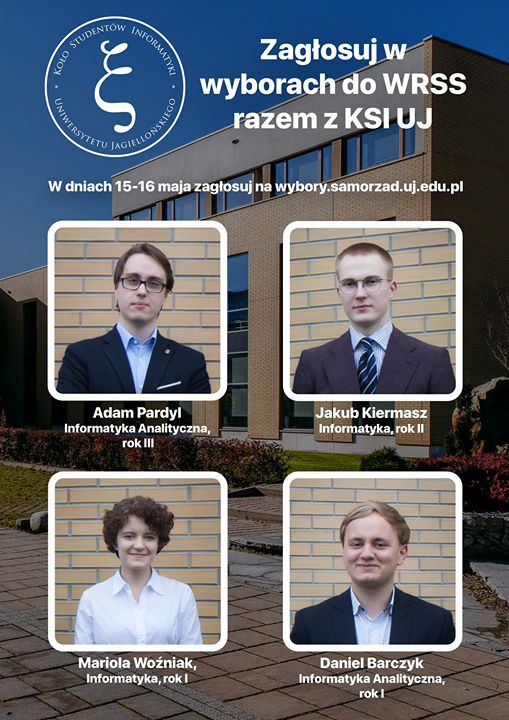 KOŁO STUDENTÓW INFORMATYKI
UNIWERSYTETU JAGIELLOŃSKIEGO
Zagłosuj w
wyborach do WRSS
razem z KSI UJ
W dniach 15-16 maja zagłosuj na wybory.samorzad.uj.edu.pl
Adam Pardyl
Informatyka Analityczna,
rok III
Jakub Kiermasz
Informatyka, rok II
Mariola Woźniak,
Informatyka, rok I
Daniel Barczyk
Informatyka Analityczna,
rok I